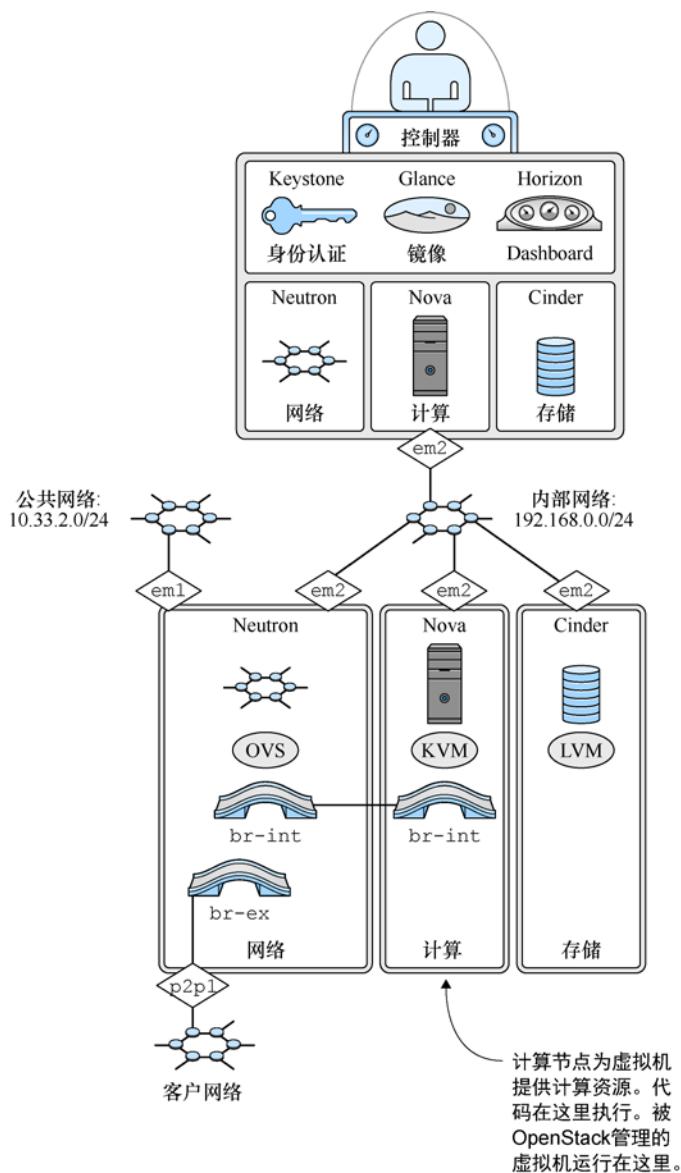 控制器
Keystone
Glance
Horizon
身份认证
镜像
Dashboard
Neutron
Nova
Cinder
网络
计算
存储
em2
公共网络:
10.33.2.0/24
内部网络:
192.168.0.0/24
em1
em2
em2
em2
Neutron
Nova
Cinder
OVS
KVM
LVM
br-int
br-int
br-ex
网络
计算
存储
p2p1
客户网络
计算节点为虚拟机
提供计算资源。代
码在这里执行。被
OpenStack管理的
虚拟机运行在这里。